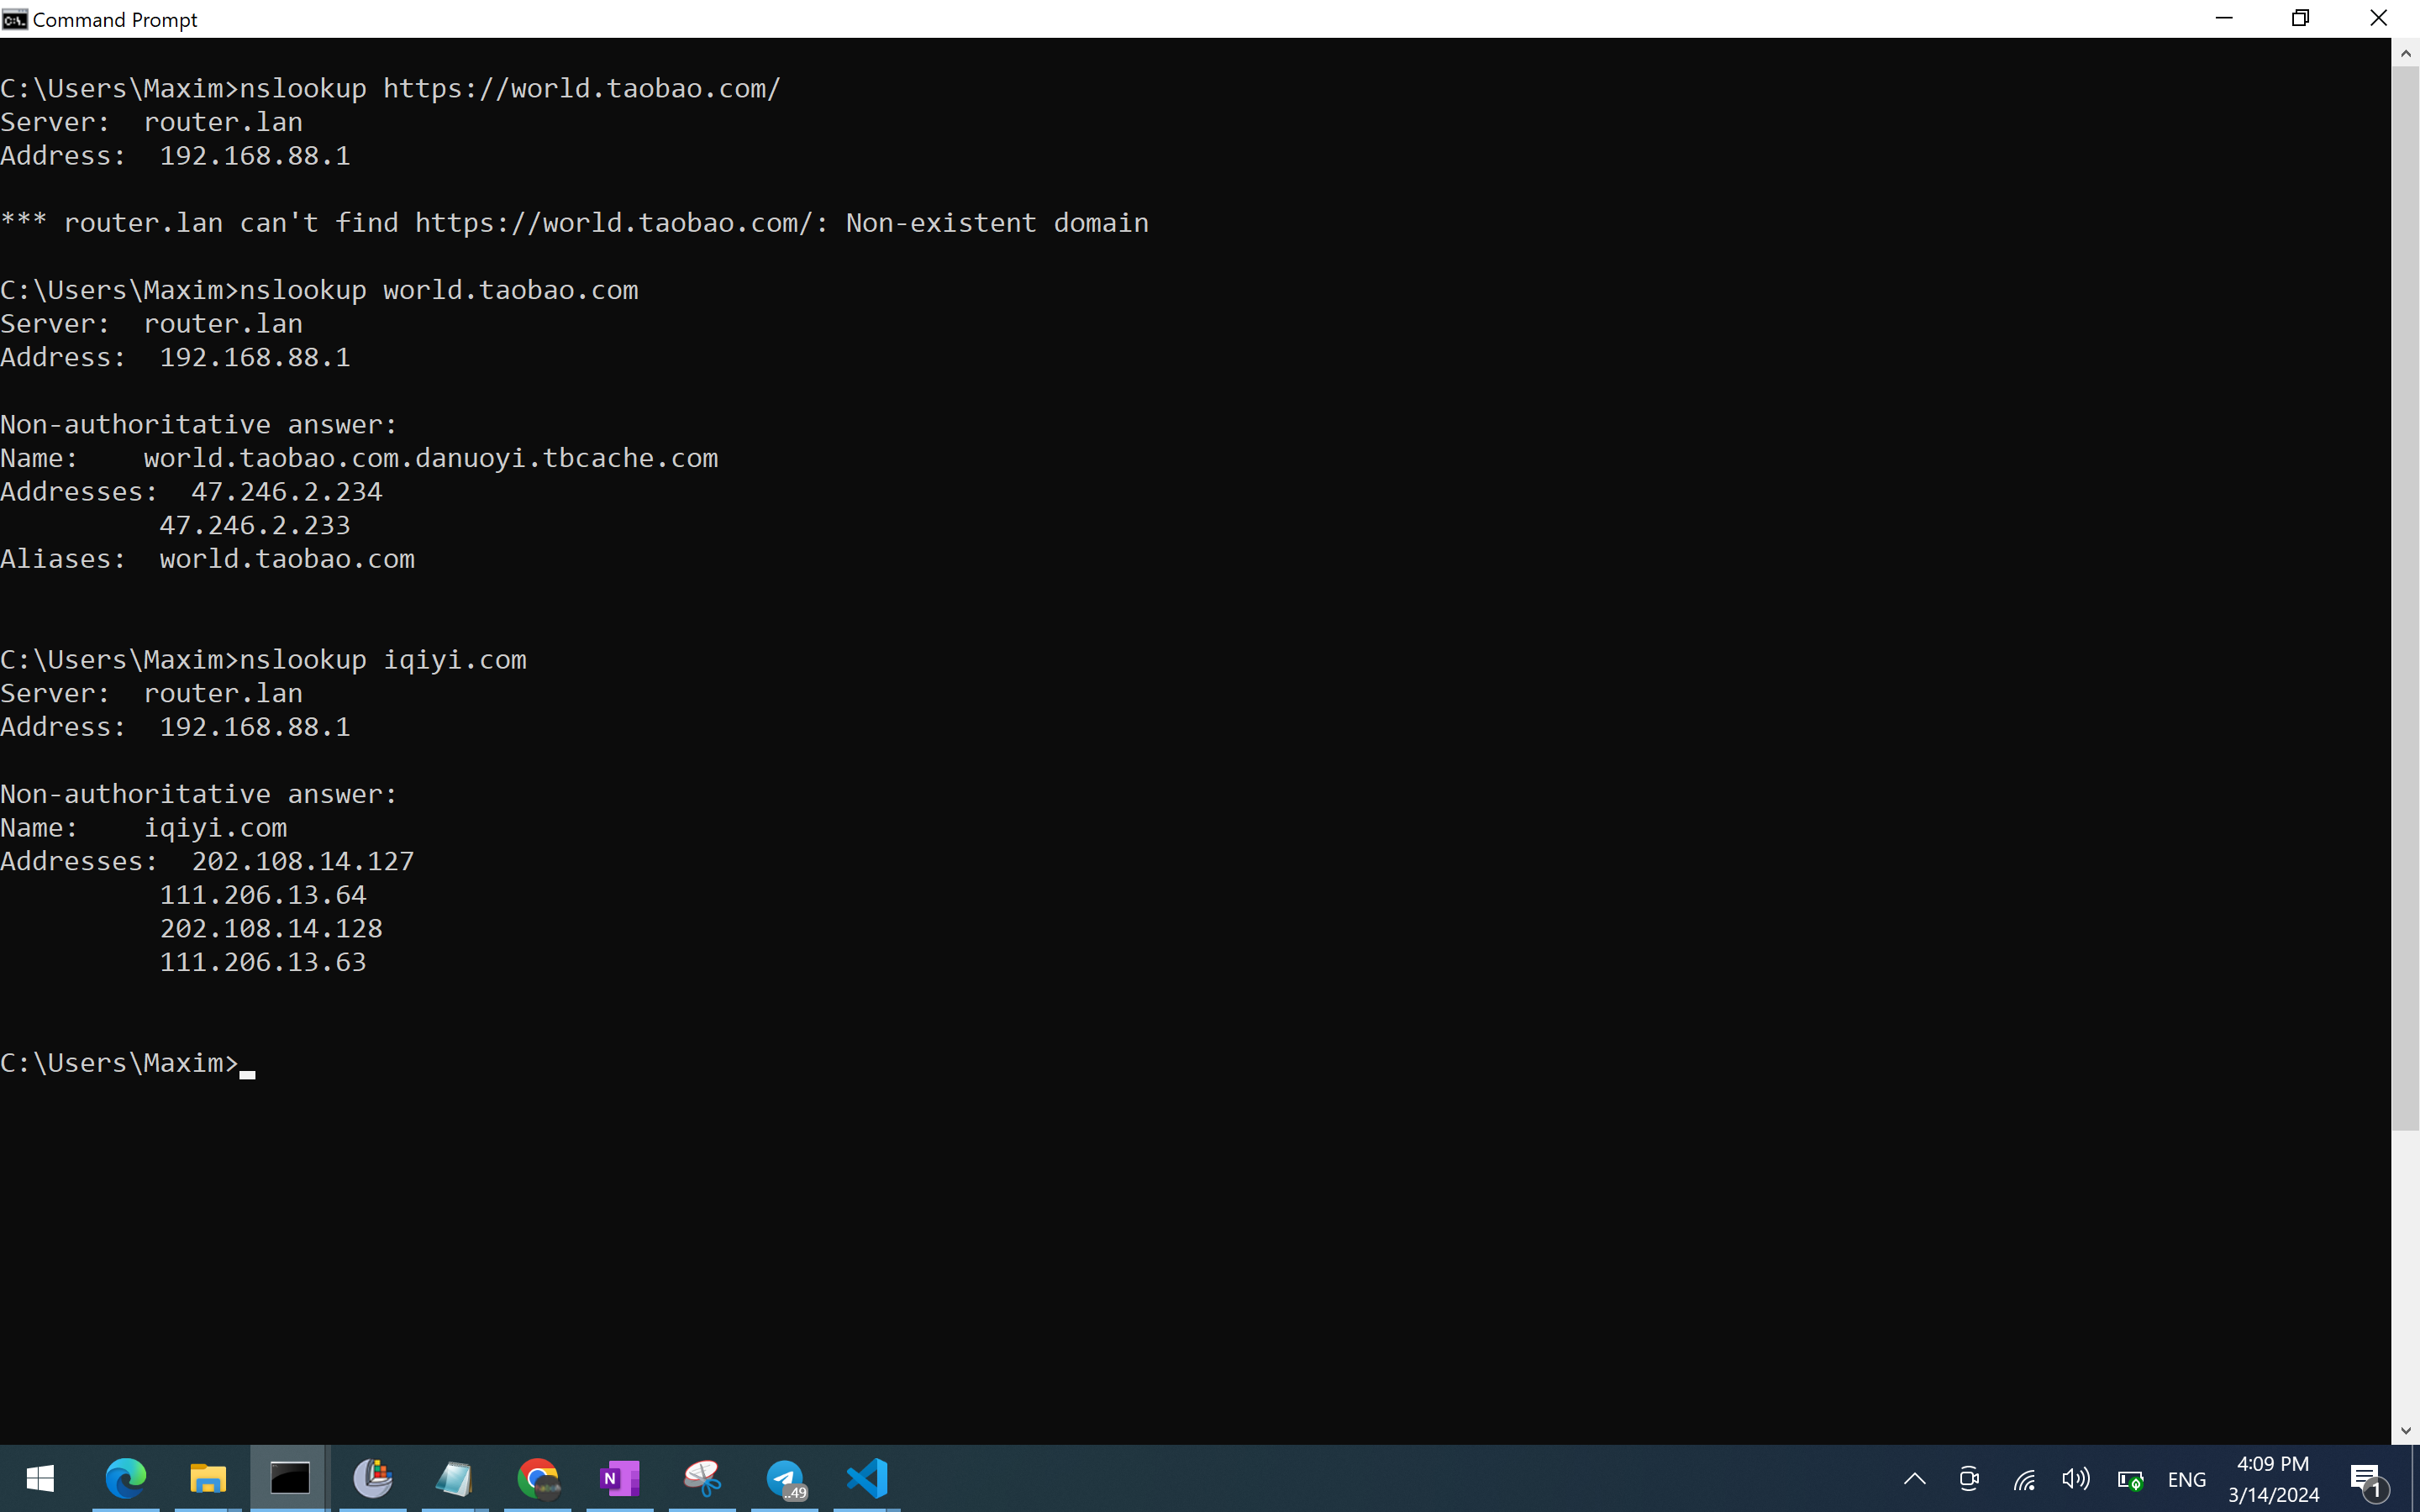 Command Prompt
C:\Users\Maxim>nslookup https://world.taobao.com/
Server:  router.lan
Address:  192.168.88.1
*** router.lan can't find https://world.taobao.com/: Non-existent domain
C:\Users\Maxim>nslookup world.taobao.com
Server:  router.lan
Address:  192.168.88.1
Non-authoritative answer:
Name:    world.taobao.com.danuoyi.tbcache.com
Addresses:  47.246.2.234
          47.246.2.233
Aliases:  world.taobao.com
C:\Users\Maxim>nslookup iqiyi.com
Server:  router.lan
Address:  192.168.88.1
Non-authoritative answer:
Name:    iqiyi.com
Addresses:  202.108.14.127
          111.206.13.64
          202.108.14.128
          111.206.13.63
C:\Users\Maxim>
N
..49
ENG
4:09 PM
3/14/2024
1